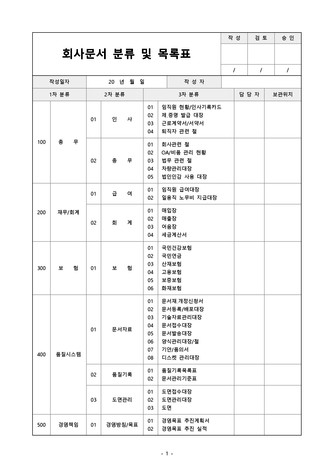 작 성 검 토 승 인
회사문서 분류 및 목록표
/ / /
작성일자 20 년 월 일 작 성 자
1차 분류 2차 분류 3차 분류 담 당 자 보관위치
100 총 무 01 인 사 01 임직원 현황/인사기록카드
02 제.증명 발급 대장
03 근로계약서/서약서
04 퇴직자 관련 철
02 총 무 01 회사관련 철
02 OA/비품 관리 현황
03 법무 관련 철
04 차량관리대장
05 법인인감 사용 대장
200 재무/회계 01 급 여 01 임직원 급여대장
02 일용직 노무비 지급대장
02 회 계 01 매입장
02 매출장
03 어음장
04 세금계산서
300 보 험 01 보 험 01 국민건강보험
02 국민연금
03 산재보험
04 고용보험
05 보증보험
06 화재보험
400 품질시스템 01 문서자료 01 문서제.개정신청서
02 문서등록/배포대장
03 기술자료관리대장
04 문서접수대장
05 문서발송대장
06 양식관리대장/철
07 기안/품의서
08 디스켓 관리대장
02 품질기록 01 품질기록목록표
02 문서관리기준표
03 도면관리 01 도면접수대장
02 도면관리대장
03 도면
500 경영책임 01 경영방침/목표 01 경영목표 추진계획서
02 경영목표 추진 실적
- 1 -